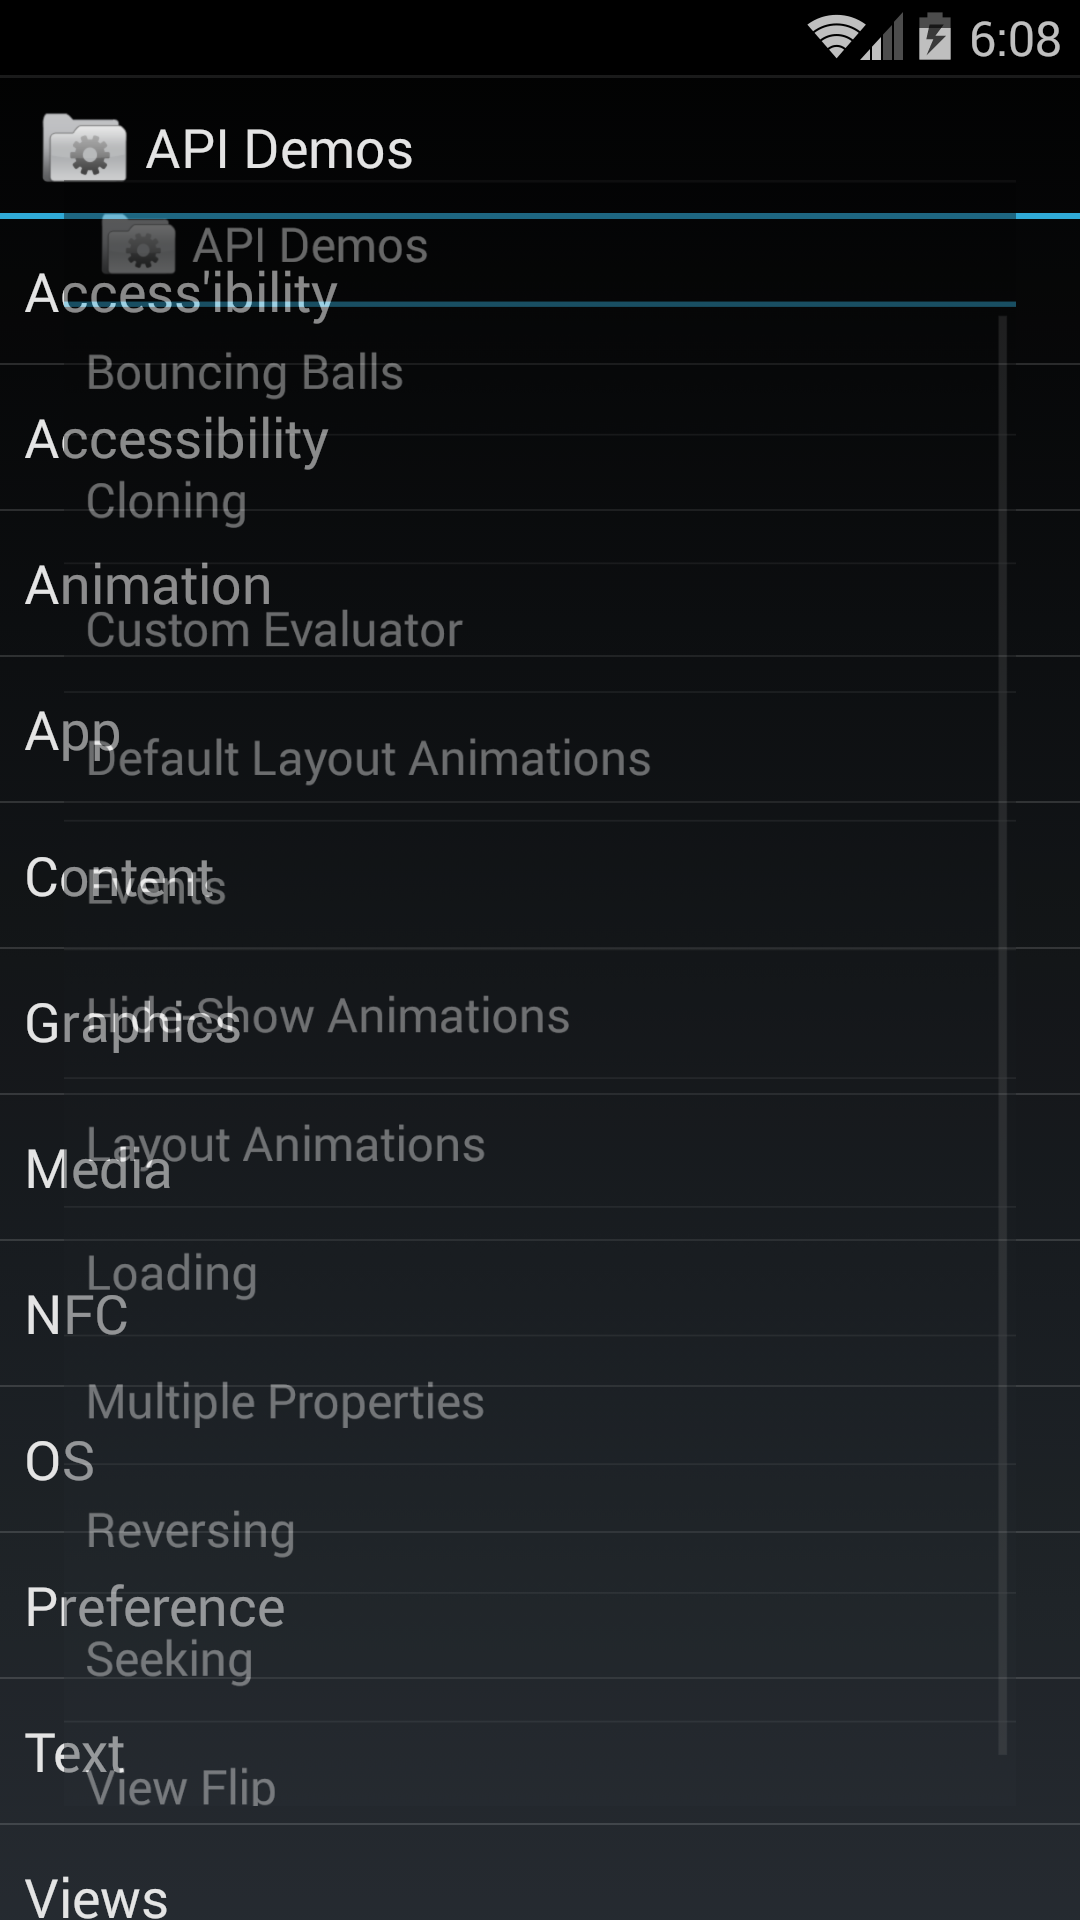 6:08
API Demos
API Demos
Access'ibility
Bouncing Balls
Accessibility
Cloning
Animation
Custom Evaluator
App
Default Layout Animations
Content
Events
Hide-Show Animations
Graphics
Layout Animations
Media
Loading
NFC
Multiple Properties
OS
Reversing
Preference
Seeking
Text
View Flip
Views